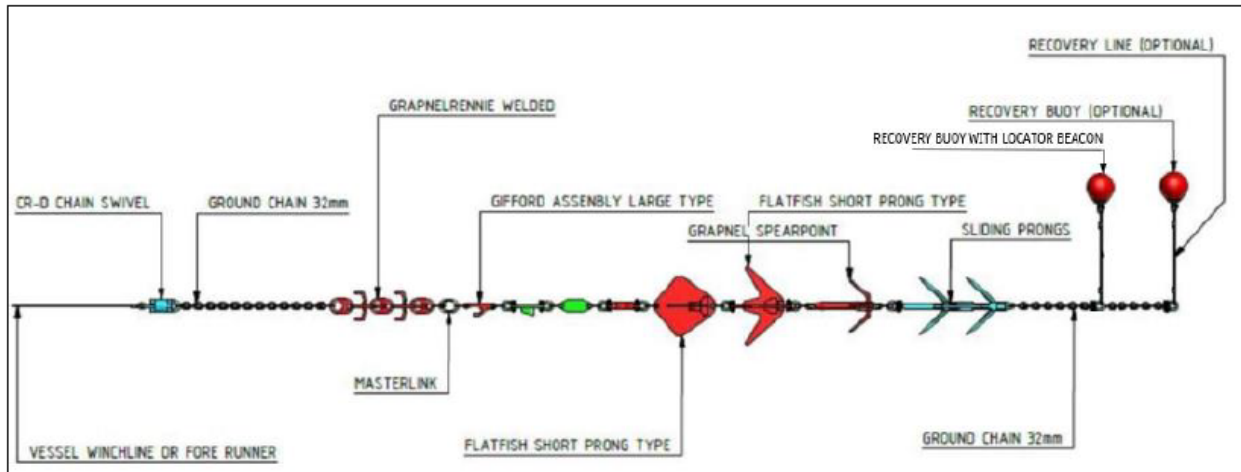 RECOVERY LINE (OPTIONAL)
GRAPNELRENNIE WELDED
RECOVERY BUOY (OPTIONAL)
RECOVERY BUOY WITH LOCATOR BEACON
CR-D CHAIN SWIVEL
GROUND CHAIN 32mm
GIFFORD ASSENBLY LARGE TYPE
FLATFISH SHORT PRONG TYPE
GRAPNEL SPEARPOINT
SLIDING PRONGS
MASTERLINK
VESSEL WINCHLINE OR FORE RUNNER
FLATFISH SHORT PRONG TYPE
GROUND CHAIN 32mm